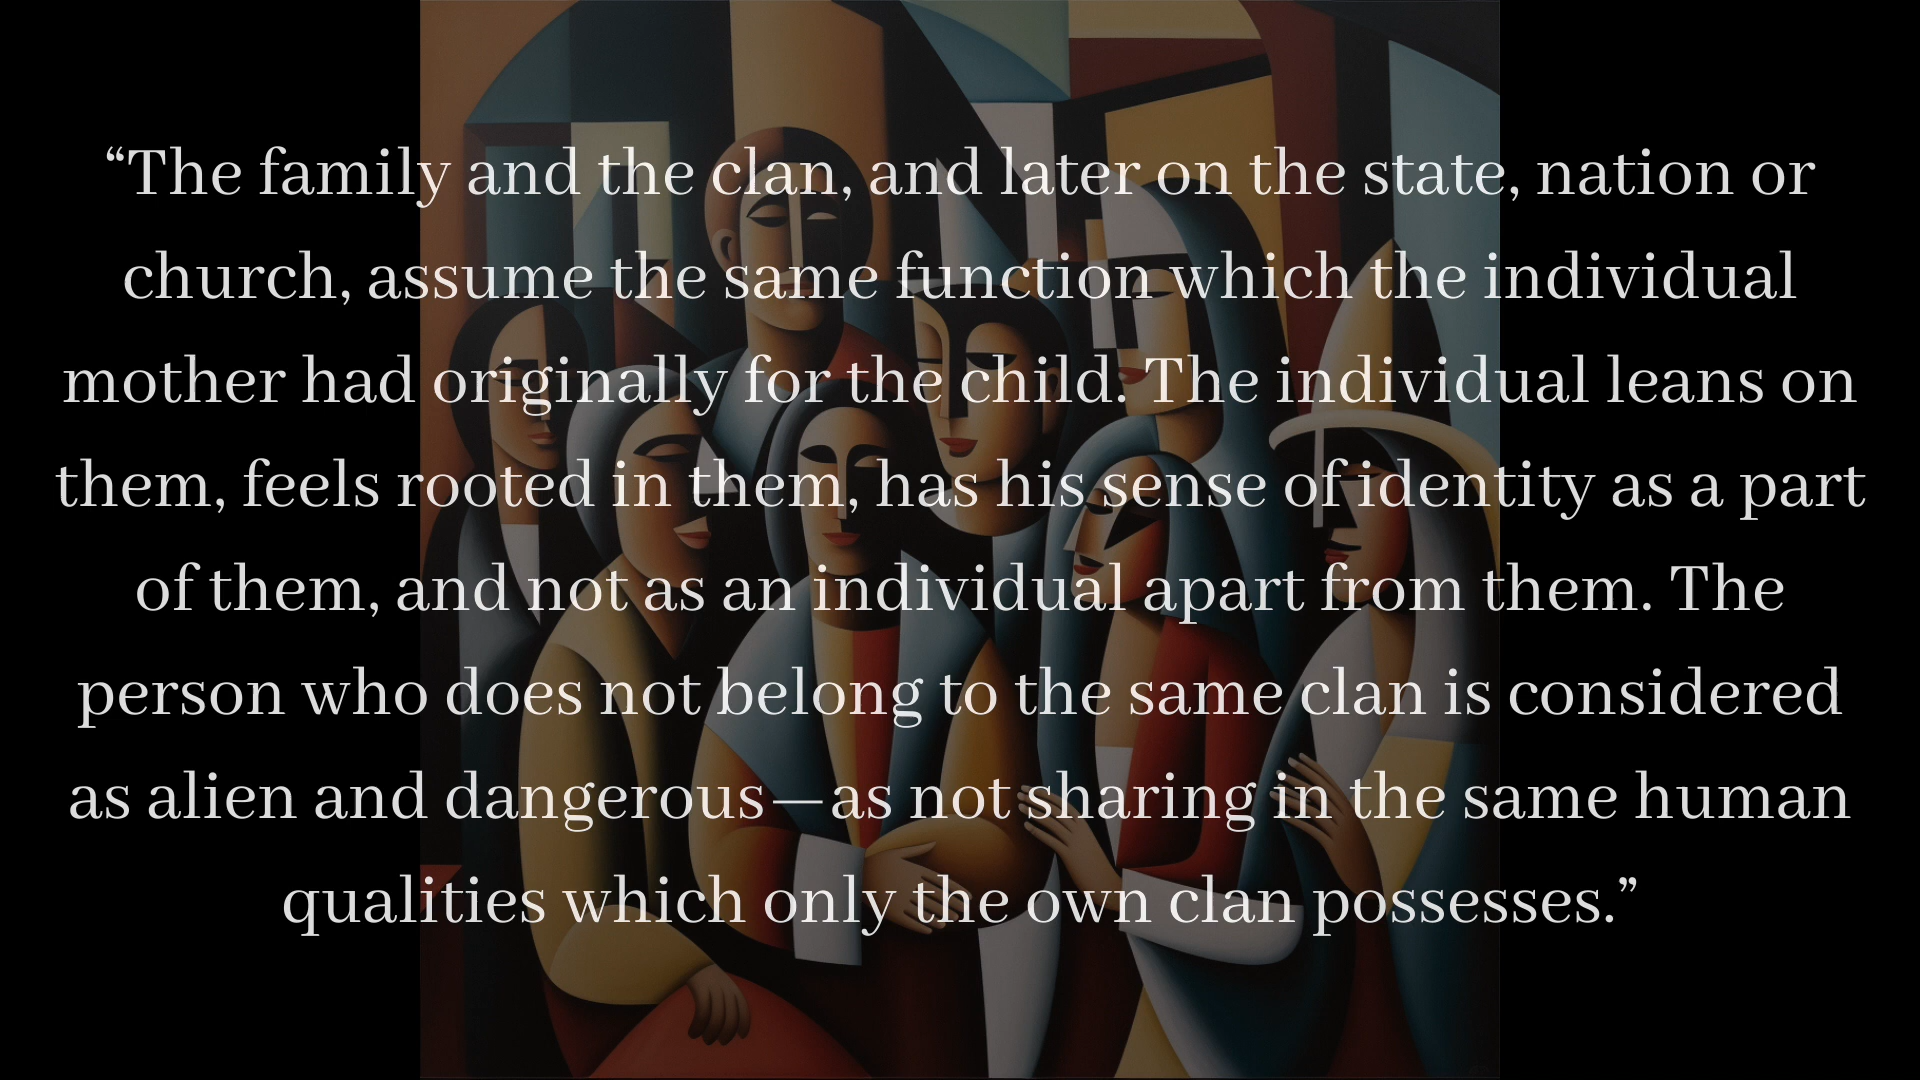 “The family and the clan, and later on the state, nation or
church, assume the same function which the individual
mother had originally for the child. The individual leans on
them, feels rooted in them, has his sense of identity as a part
of them, and not as an individual apart from them. The
person who does not belong to the same clan is considered
as alien and dangerous—as not sharing in the same human
qualities which only the own clan possesses.”